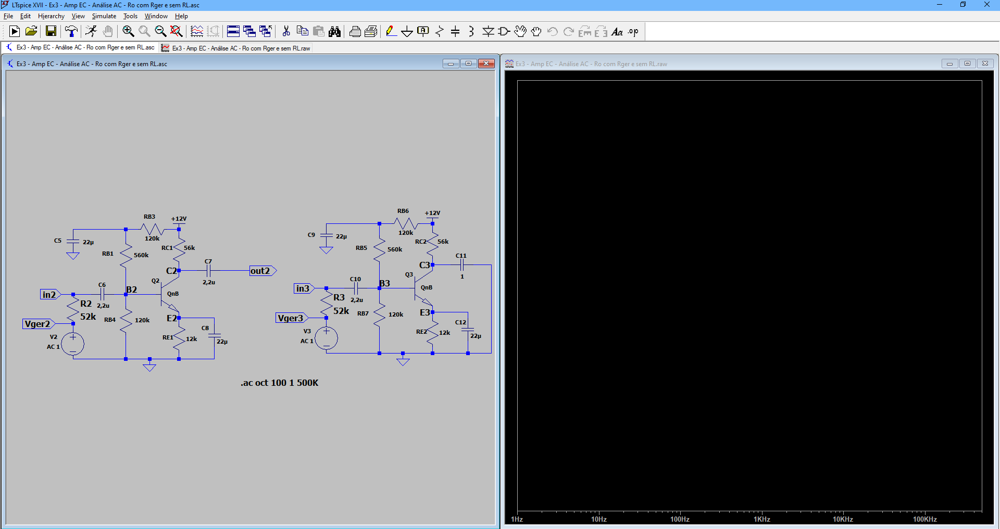 LTspice XVII - Ex3 - Amp EC - Análise AC - Ro com Rger e sem RL.asc
File Edit Hierarchy View Simulate Tools Window Help
Ex3 - Amp EC - Análise AC - Ro com Rger e sem RL.asc
Ex3 - Amp EC - Análise AC - Ro com Rger e sem RL.raw
Ex3 - Amp EC - Análise AC - Ro com Rger e sem RL.asc
RB3
+12V
120k
C5
22µ
RB1
560k
RC1
56k
C7
C2
out2
2,2u
Q2
QnB
C6
B2
in2
2,2u
R2
52k
RB4
120k
E2
Vger2
C8
22µ
RE1
12k
V2
AC 1
RB6
+12V
120k
C9
22µ
RB5
560k
RC2
56k
C11
C3
1
Q3
QnB
C10
B3
in3
2,2u
R3
52k
RB7
120k
E3
Vger3
C12
22µ
RE2
12k
V3
AC 1
.ac oct 100 1 500K
Ex3 - Amp EC - Análise AC - Ro com Rger e sem RL.raw
1Hz 10Hz 100Hz 1KHz 10KHz 100KHz